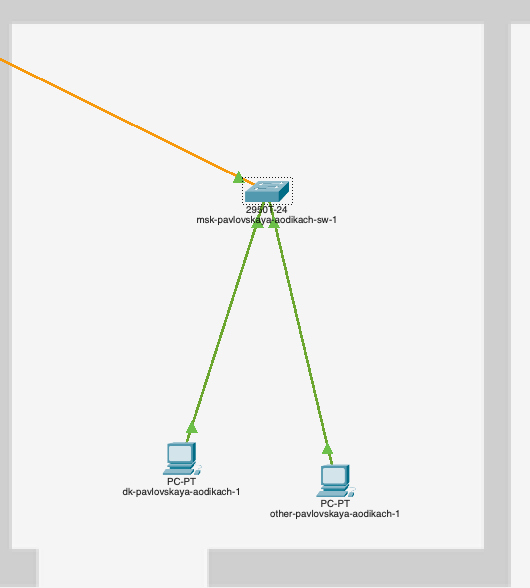 2950T-24
msk-pavlovskaya-aodikach-sw-1
PC-PT
dk-pavlovskaya-aodikach-1
PC-PT
other-pavlovskaya-aodikach-1